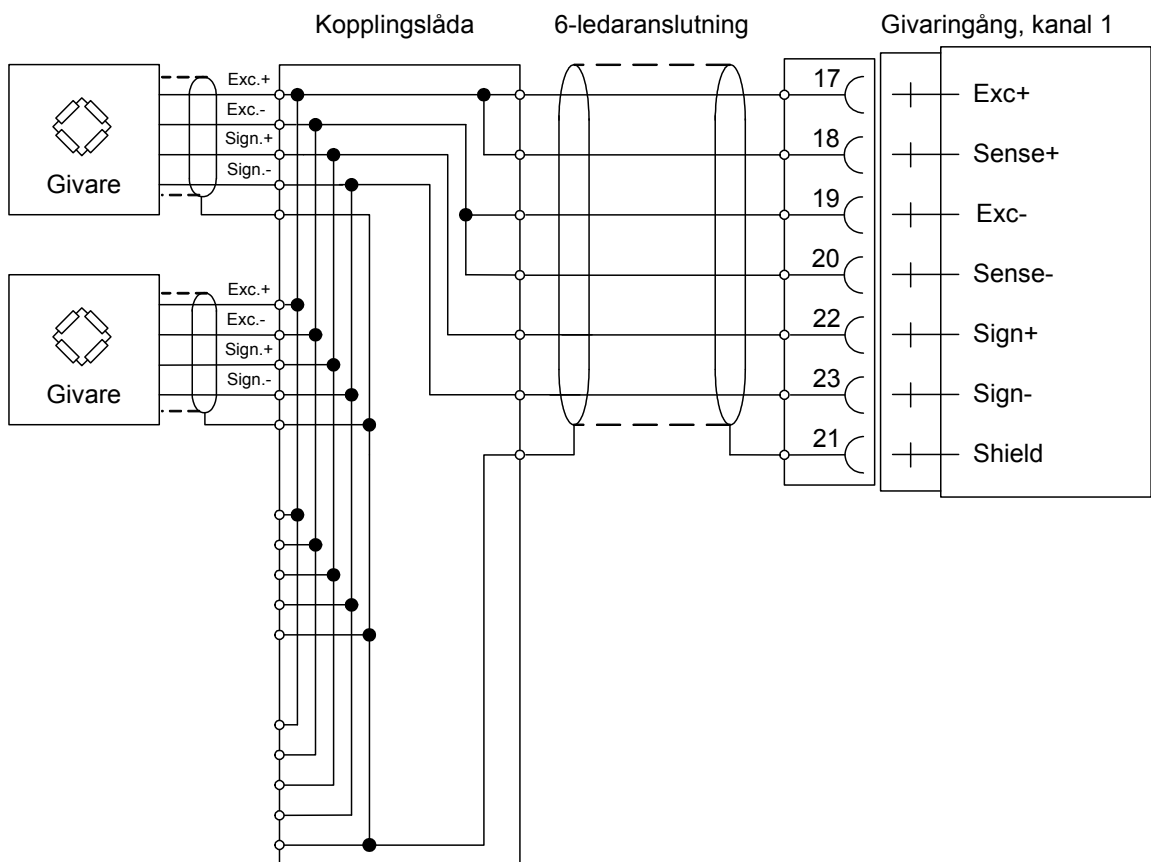 Kopplingslåda
6-ledaranslutning
Givaringång, kanal 1
Exc.+
Exc.-
Sign.+
Sign.-
Givare
Exc.+
Exc.-
Sign.+
Sign.-
Givare
17
Exc+
18
Sense+
19
Exc-
20
Sense-
22
Sign+
23
Sign-
21
Shield